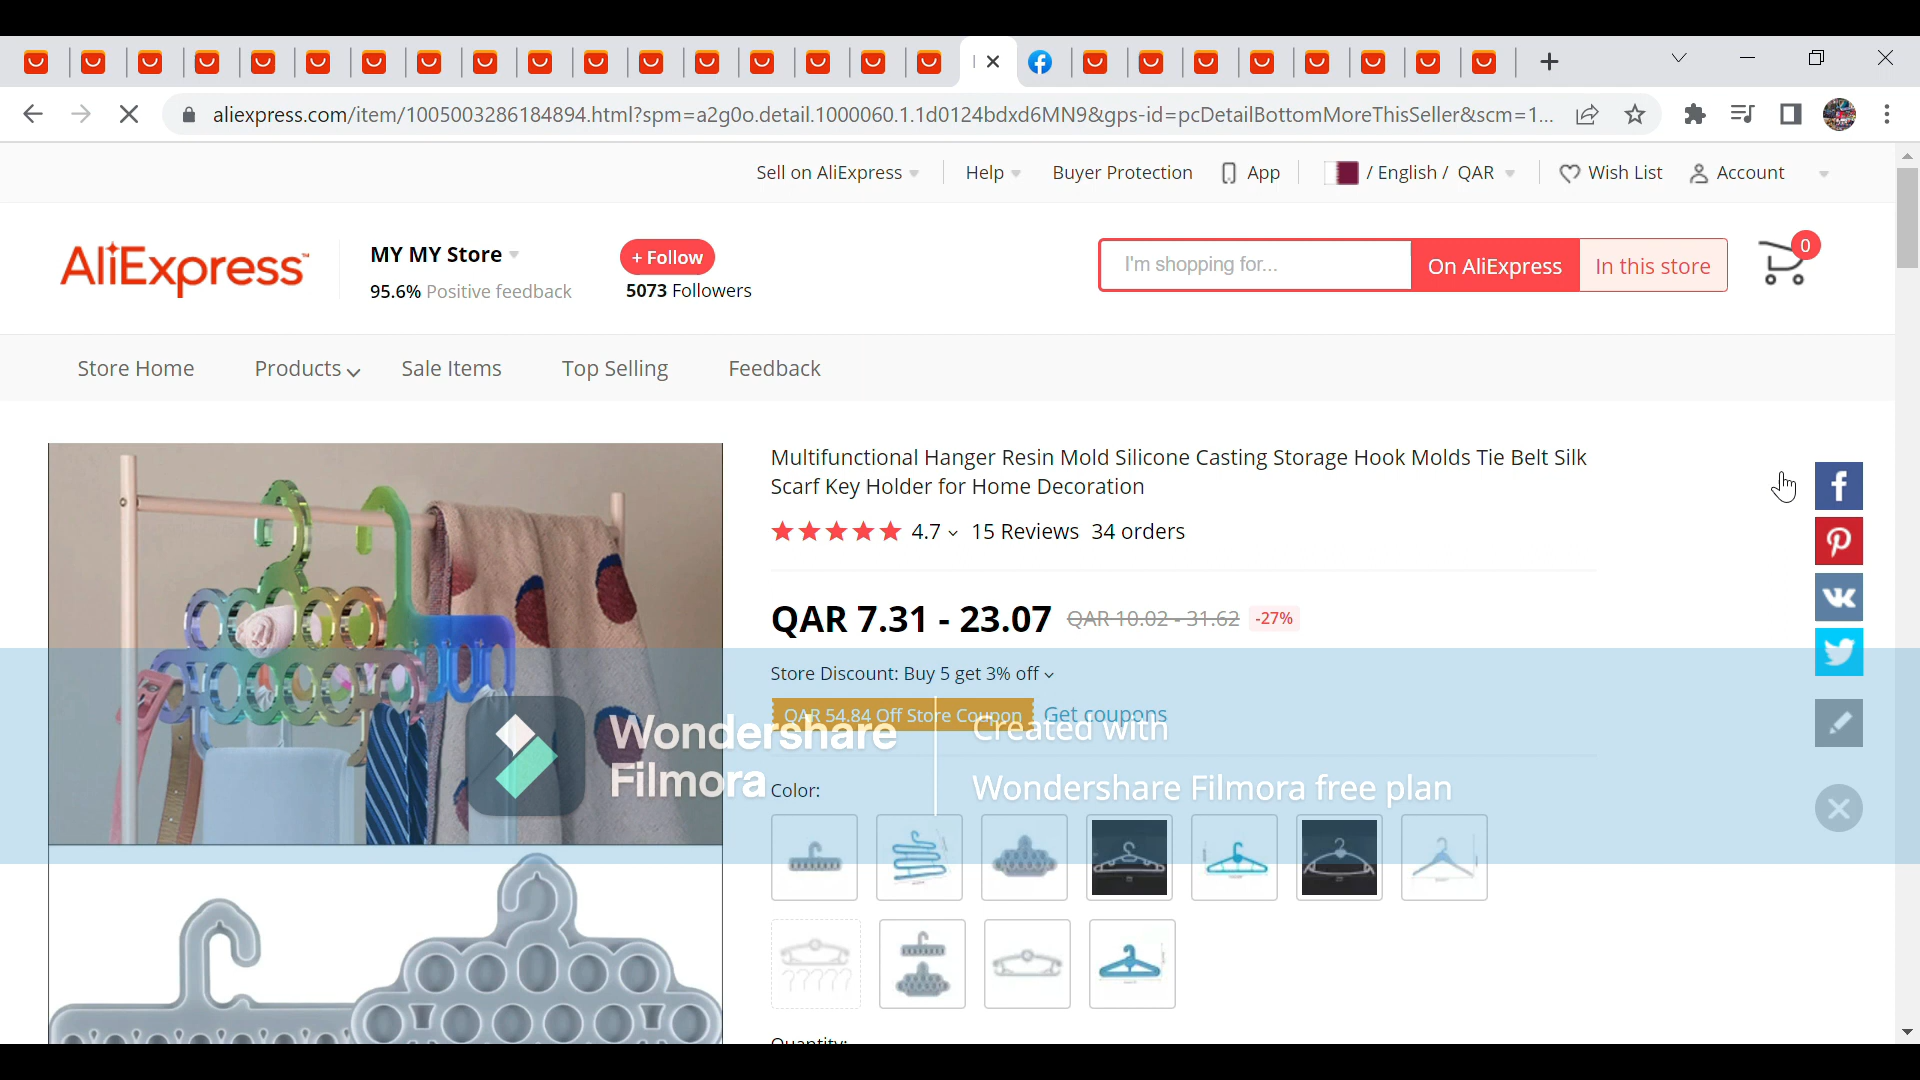 aliexpress.com/item/1005003286184894.html?spm=a2g0o.detail.1000060.1.1d0124bdxd6MN9&gps-id=pcDetailBottomMoreThisSeller&scm=1...
Sell on AliExpress Help Buyer Protection App / English / QAR Wish List Account
AliExpress™
MY MY Store
95.6% Positive feedback
+ Follow
5073 Followers
I'm shopping for...
On AliExpress
In this store
0
Store Home Products Sale Items Top Selling Feedback
Multifunctional Hanger Resin Mold Silicone Casting Storage Hook Molds Tie Belt Silk
Scarf Key Holder for Home Decoration
4.7 15 Reviews 34 orders
QAR 7.31 - 23.07 QAR 10.02 - 31.62 -27%
Store Discount: Buy 5 get 3% off
QAR 54.84 Off Store Coupon Get coupons
Wondershare
Filmora
Created with
Wondershare Filmora free plan
Color:
Quantity: